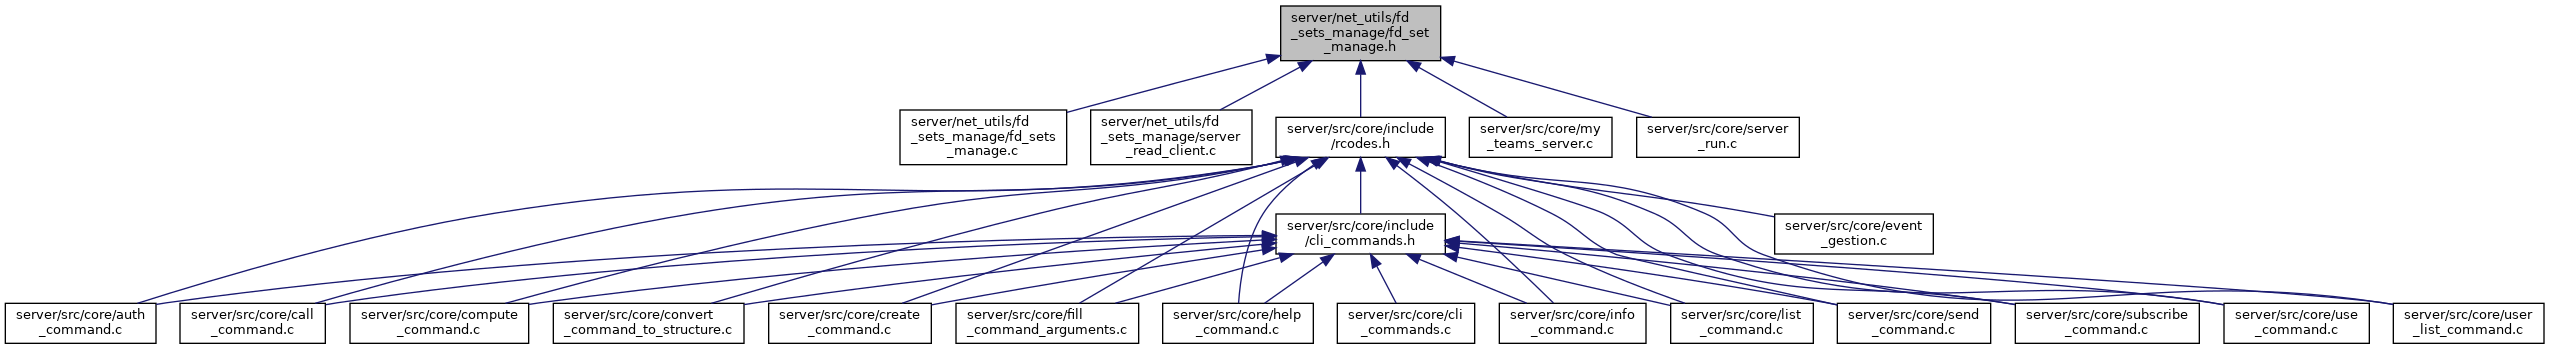 server/net_utils/fd
_sets_manage/fd_set
_manage.h
server/net_utils/fd
_sets_manage/fd_sets
_manage.c
server/net_utils/fd
_sets_manage/server
_read_client.c
server/src/core/include
/rcodes.h
server/src/core/my
_teams_server.c
server/src/core/server
_run.c
server/src/core/include
/cli_commands.h
server/src/core/event
_gestion.c
server/src/core/auth
_command.c
server/src/core/call
_command.c
server/src/core/compute
_command.c
server/src/core/convert
_command_to_structure.c
server/src/core/create
_command.c
server/src/core/fill
_command_arguments.c
server/src/core/help
_command.c
server/src/core/cli
_commands.c
server/src/core/info
_command.c
server/src/core/list
_command.c
server/src/core/send
_command.c
server/src/core/subscribe
_command.c
server/src/core/use
_command.c
server/src/core/user
_list_command.c